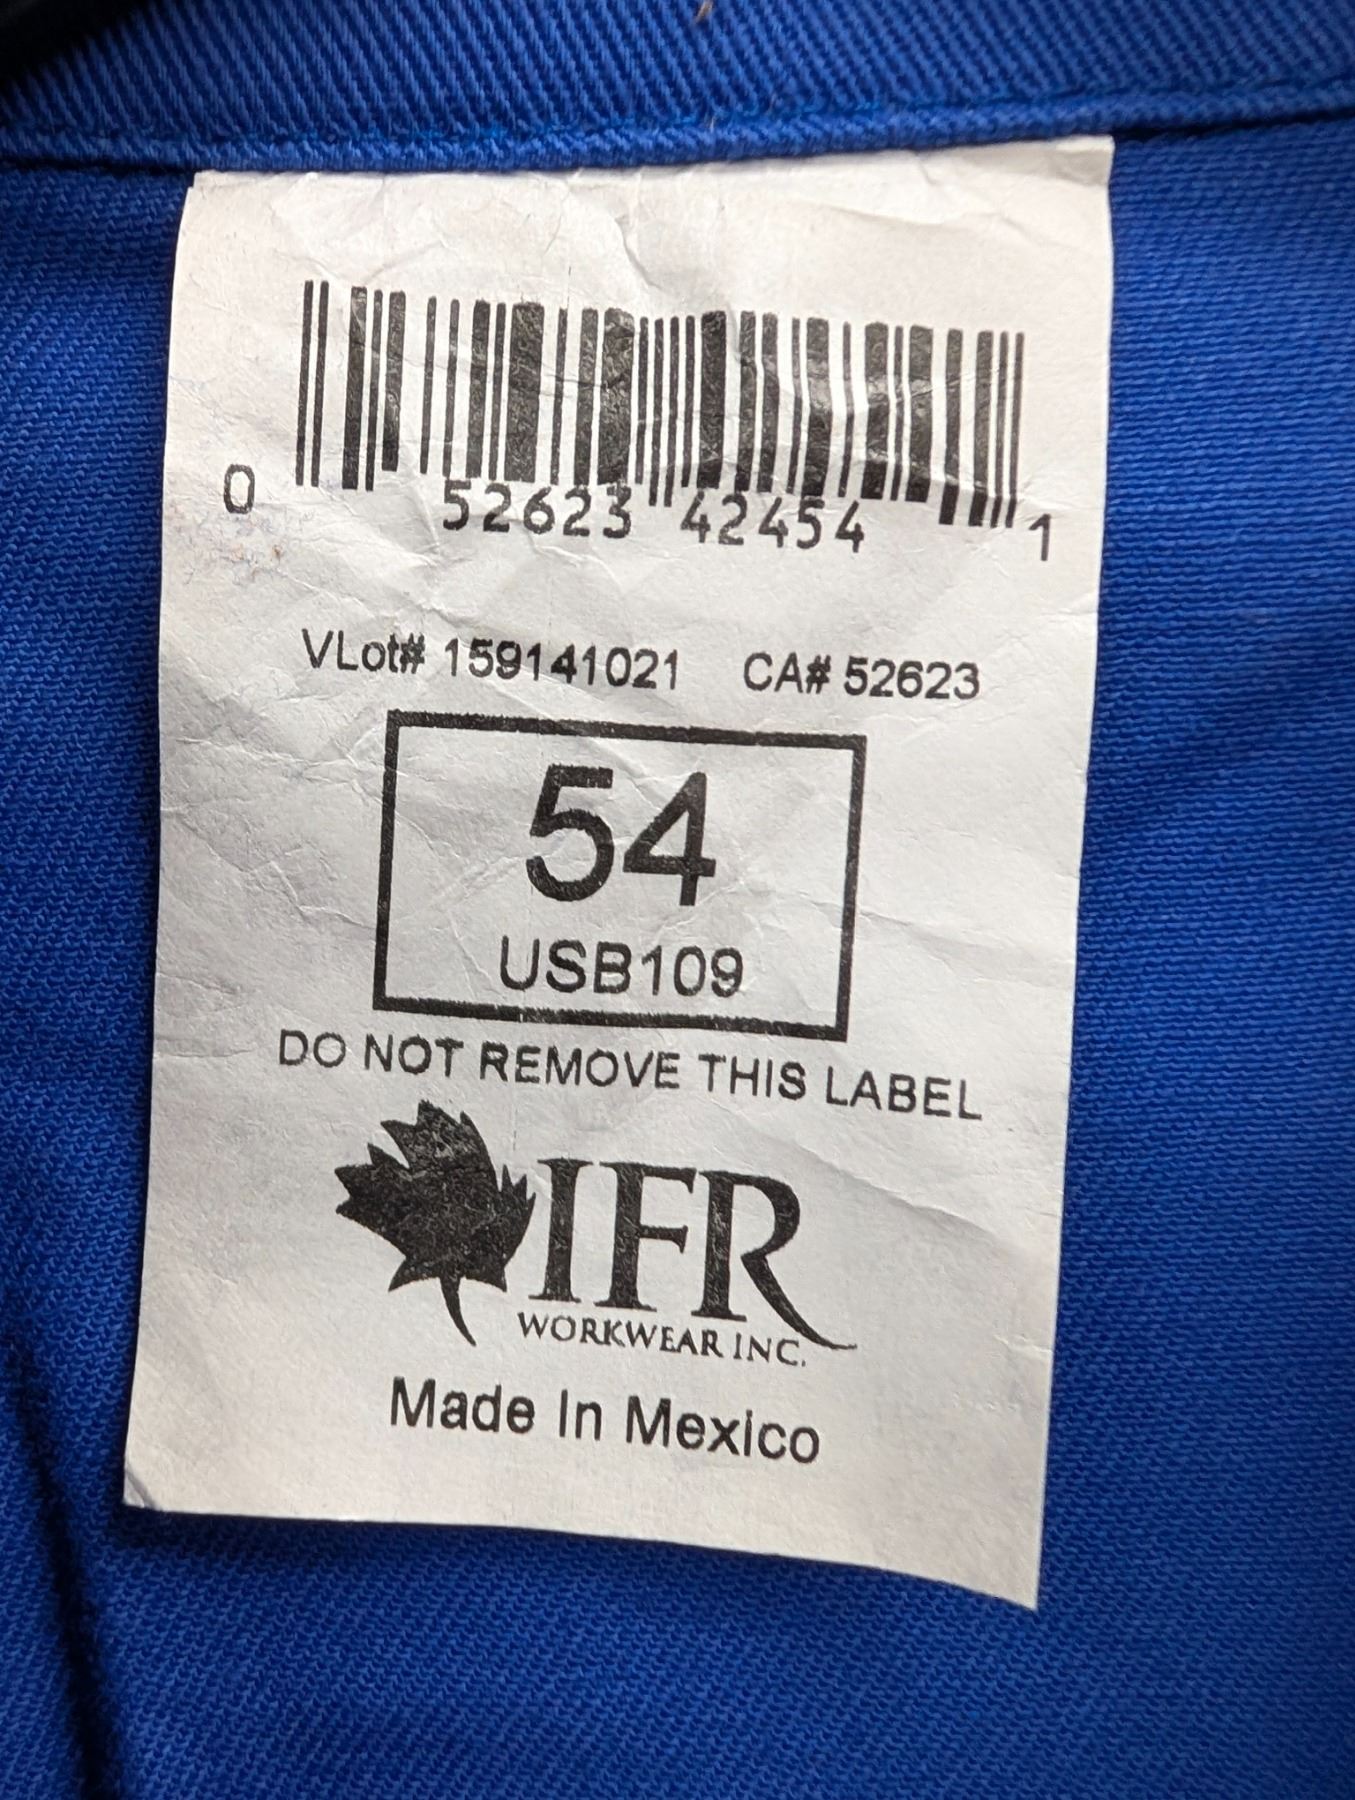 0 52623 42454 1
VLot# 159141021 CA# 52623
54
USB109
DO NOT REMOVE THIS LABEL
IFR
WORKWEAR INC.
Made In Mexico